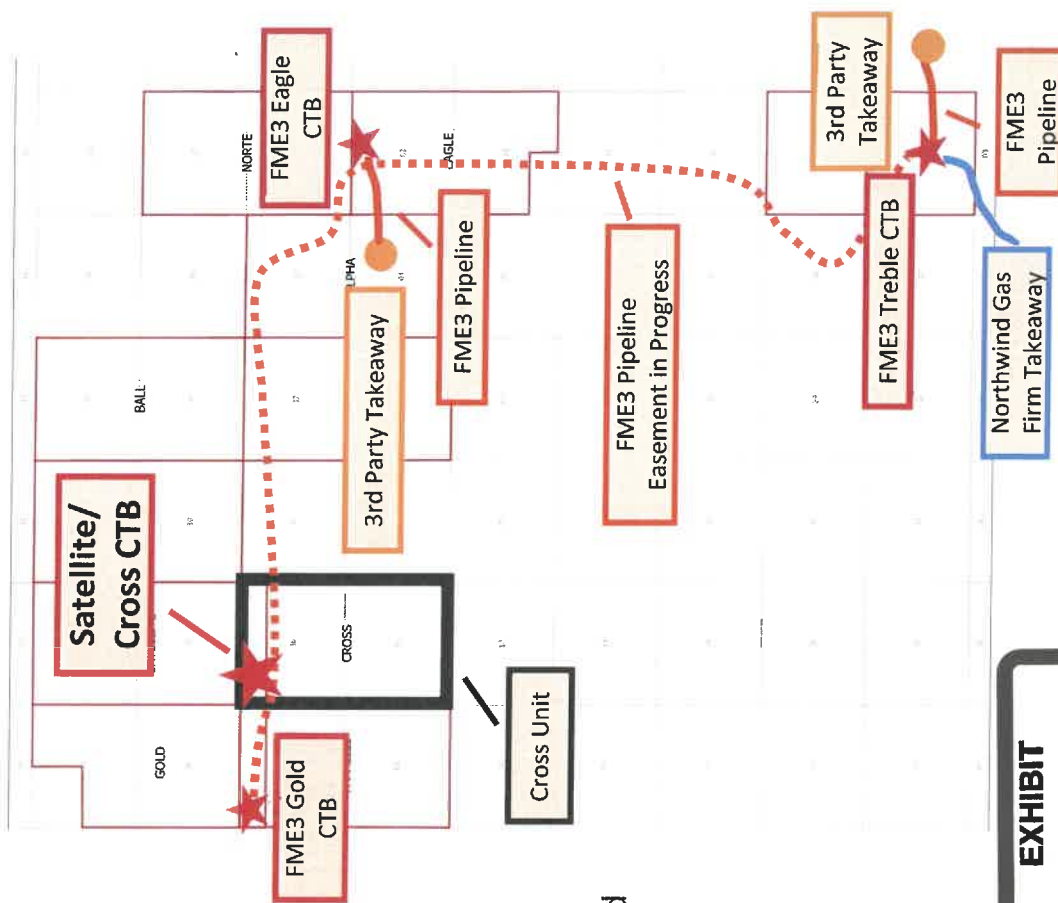 NORTE
FME3 Eagle
CTB
EAGLE
3rd Party
Takeaway
FME3
Pipeline
BALL
FME3 Pipeline
3rd Party Takeaway
FME3 Pipeline
Easement in Progress
FME3 Treble CTB
Northwind Gas
Firm Takeaway
Satellite/
Cross CTB
CROSS
Cross Unit
GOLD
FME3 Gold
CTB
EXHIBIT